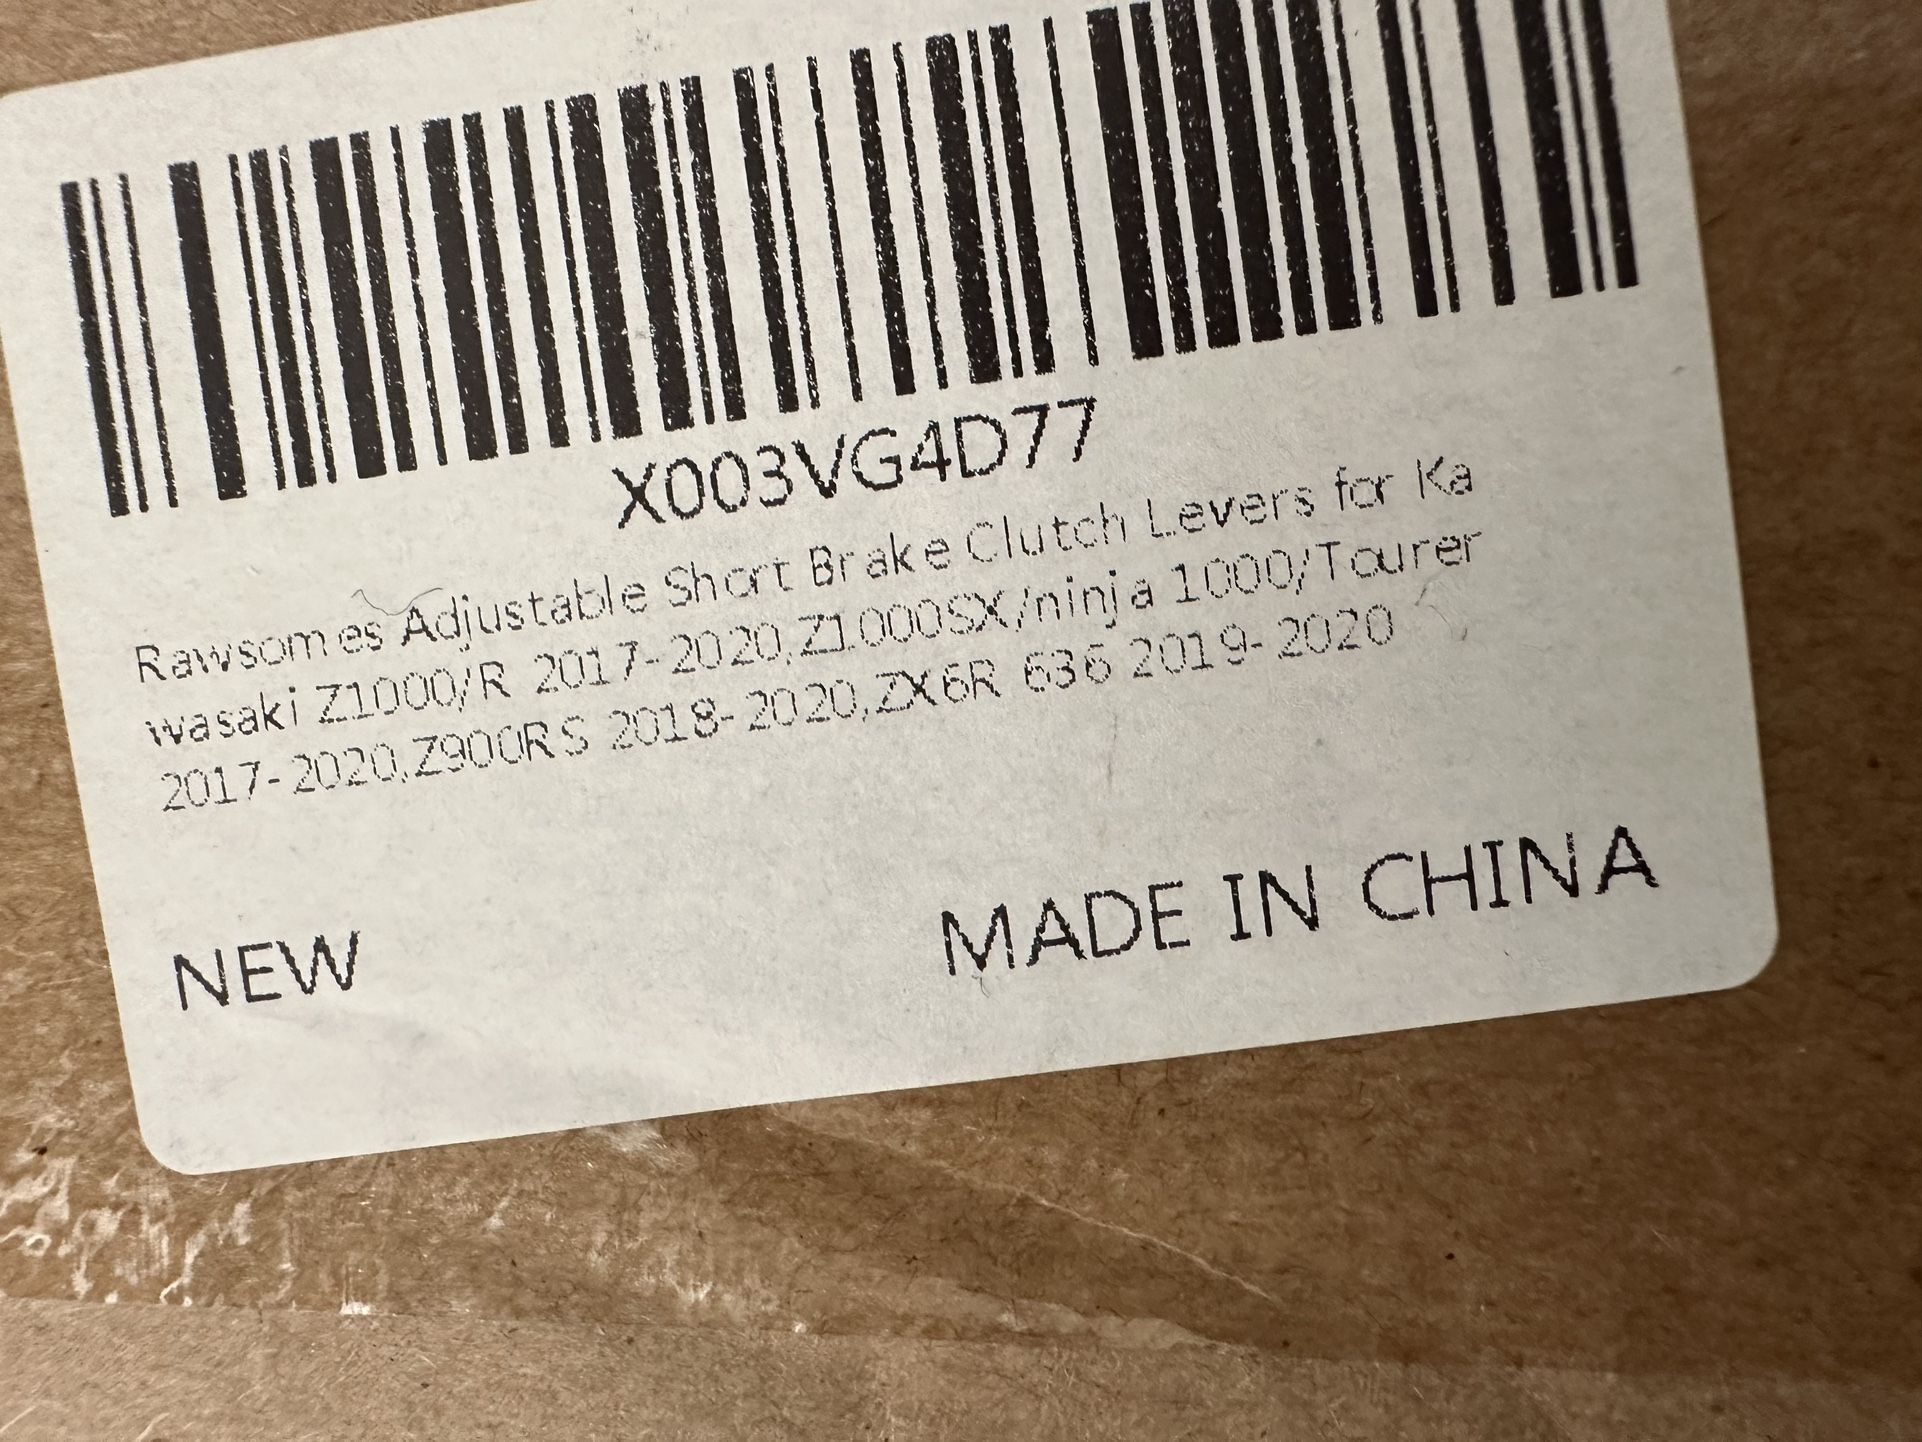 X003VG4D77
Rawsomes Adjustable Short Brake Clutch Levers for Ka
wasaki Z1000/R 2017-2020,Z1000SX/ninja 1000/Tourer
2017-2020,Z900RS 2018-2020,ZX6R 636 2019-2020
NEW MADE IN CHINA